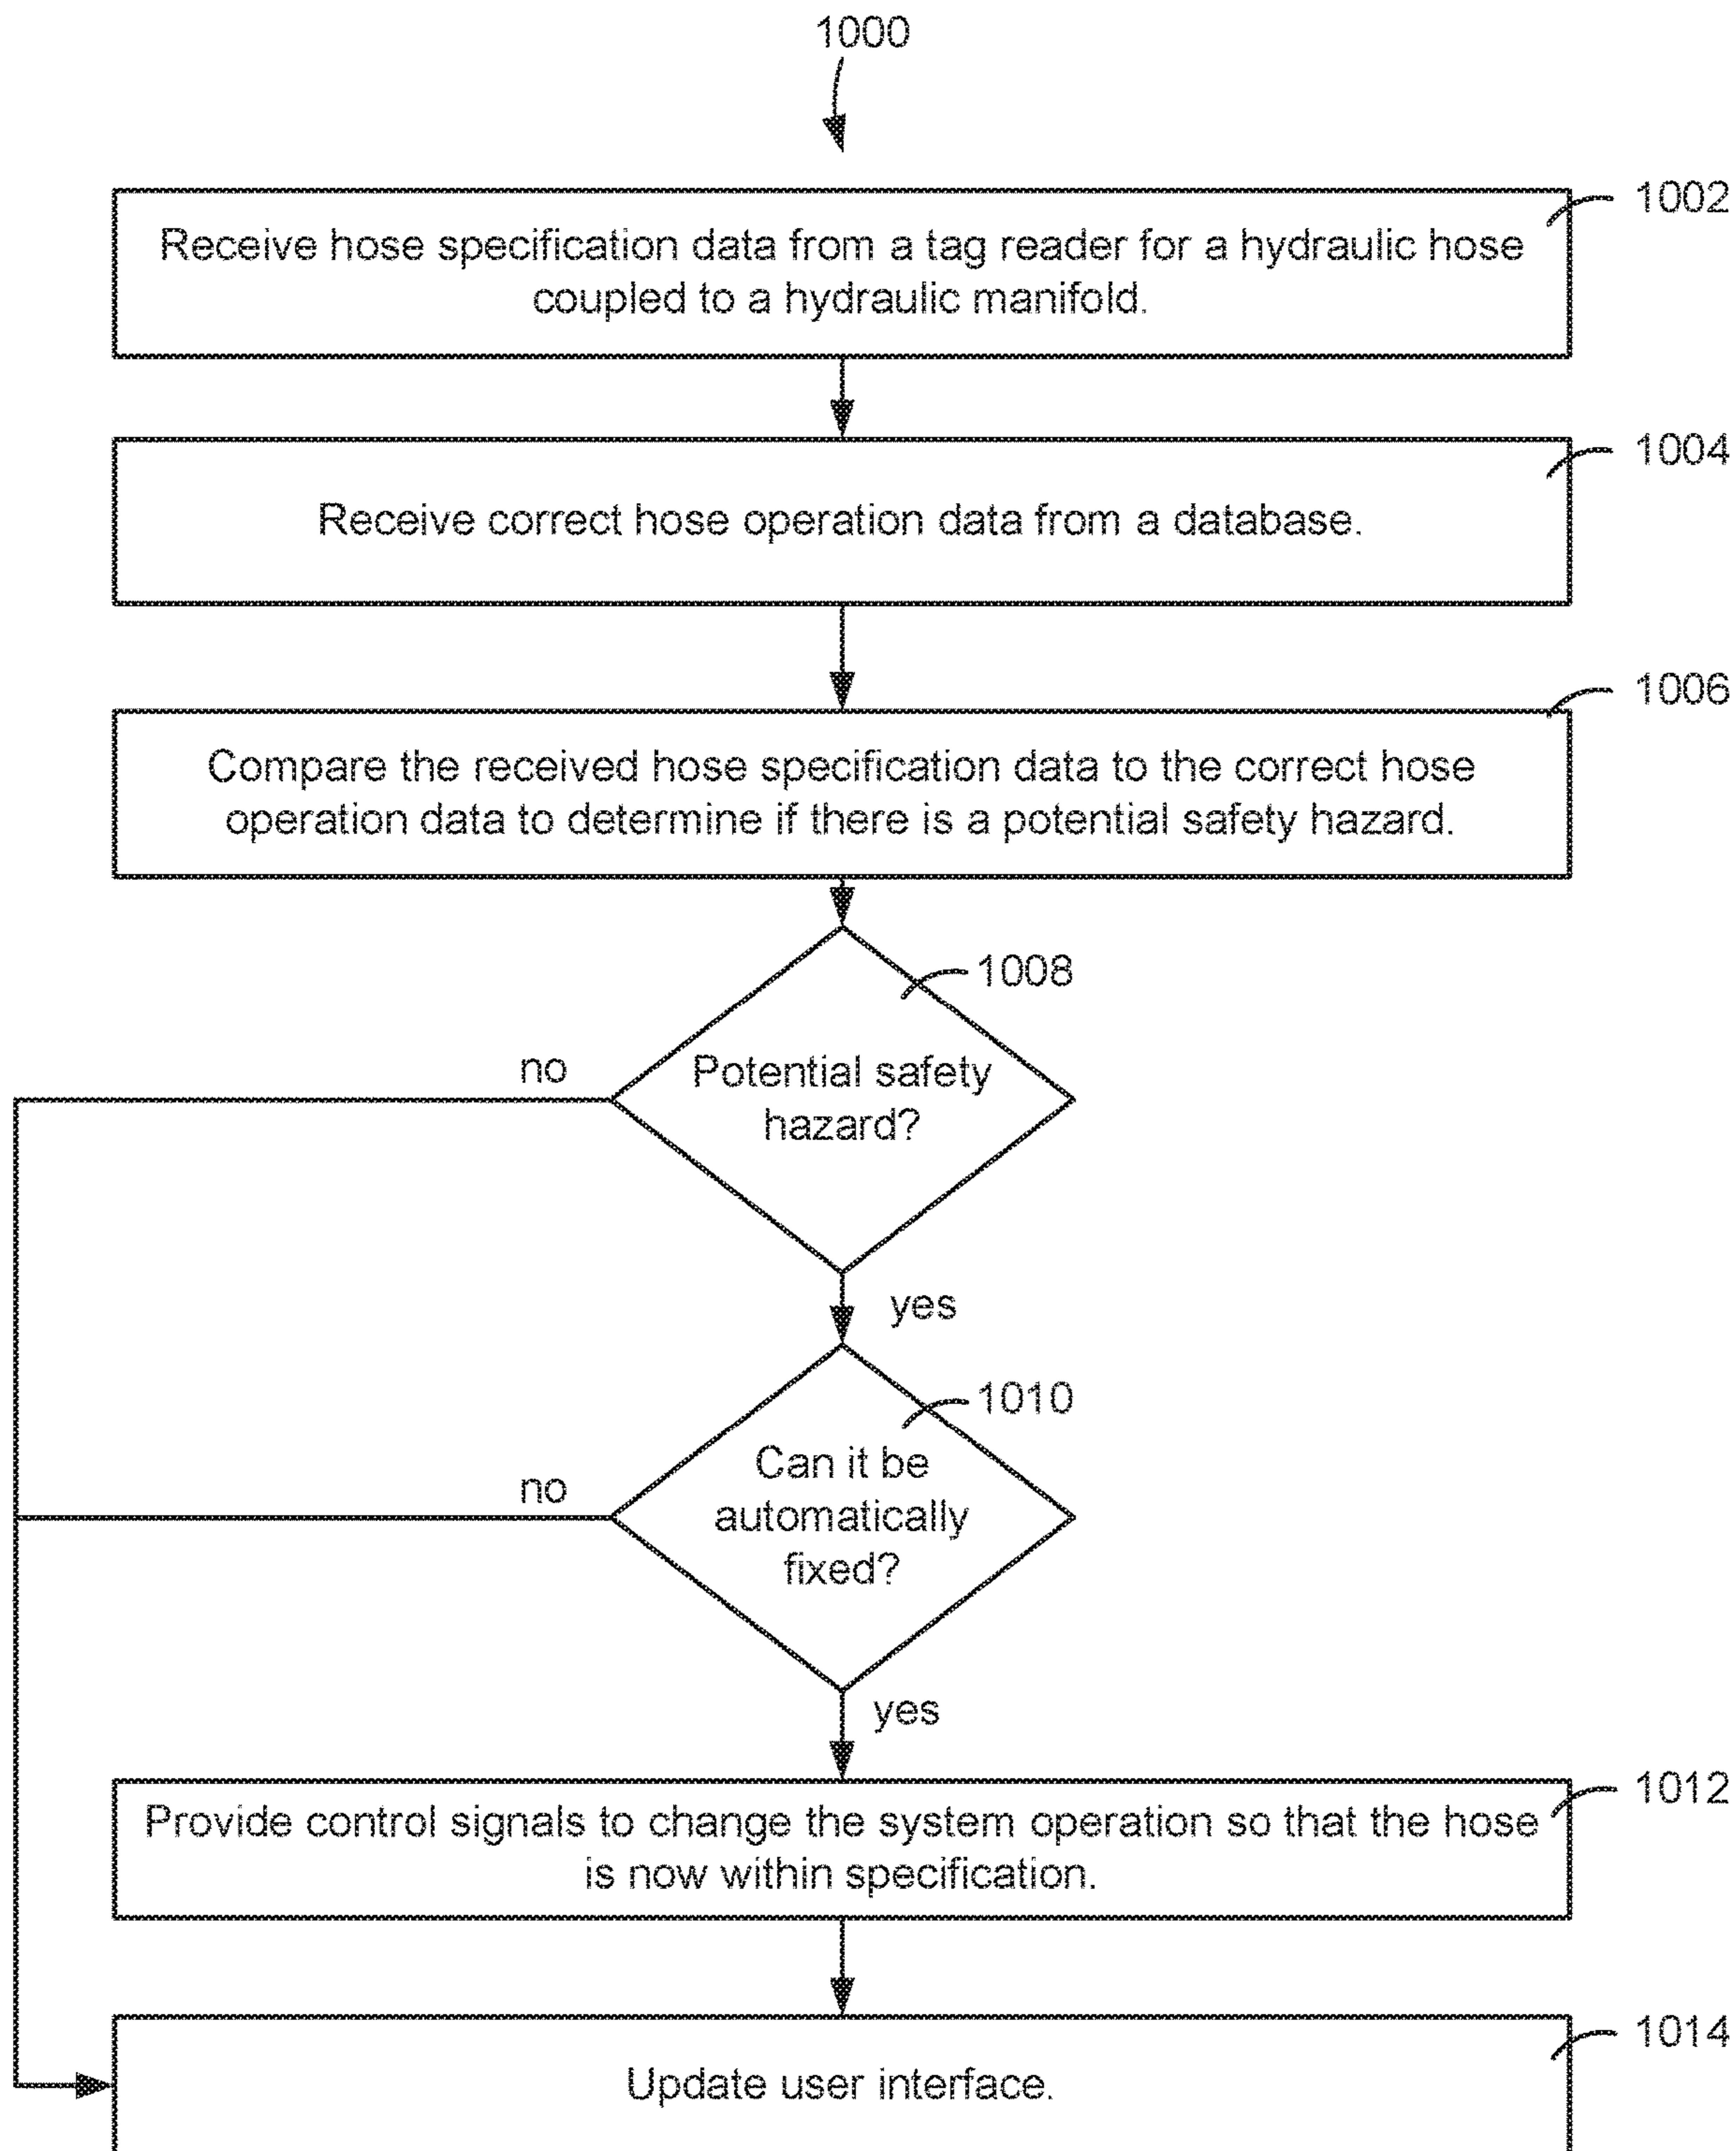 1000
1002
Receive hose specification data from a tag reader for a hydraulic hose
coupled to a hydraulic manifold.
1004
Receive correct hose operation data from a database.
1006
Compare the received hose specification data to the correct hose
operation data to determine if there is a potential safety hazard.
1008
no
Potential safety
hazard?
yes
1010
no
Can it be
automatically
fixed?
yes
1012
Provide control signals to change the system operation so that the hose
is now within specification.
1014
Update user interface.